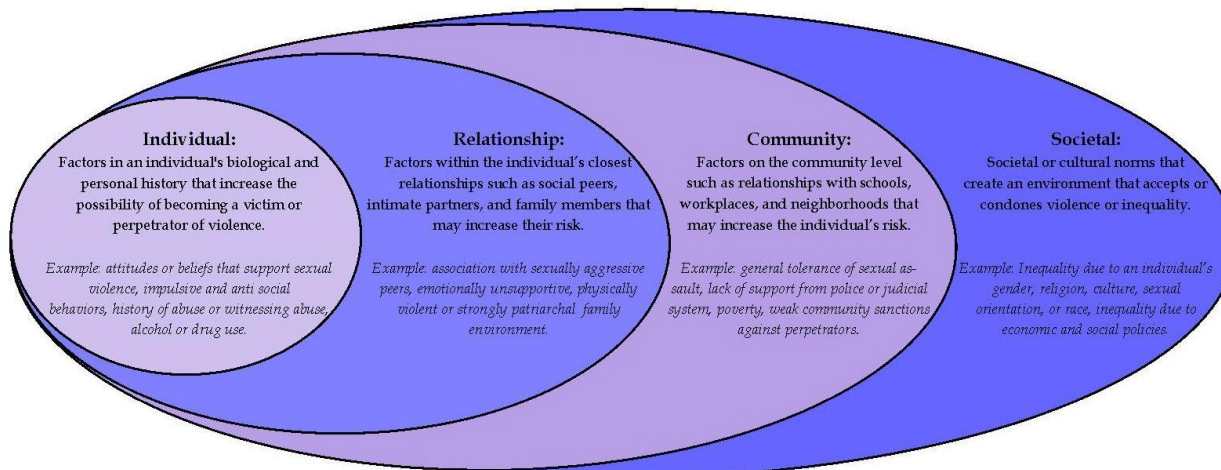 Individual:
Factors in an individual's biological and
personal history that increase the
possibility of becoming a victim or
perpetrator of violence.
Example: attitudes or beliefs that support sexual
violence, impulsive and anti social
behaviors, history of abuse or witnessing abuse,
alcohol or drug use.
Relationship:
Factors within the individual's closest
relationships such as social peers,
intimate partners, and family members that
may increase their risk.
Example: association with sexually aggressive
peers, emotionally unsupportive, physically
violent or strongly patriarchal family
environment.
Community:
Factors on the community level
such as relationships with schools,
workplaces, and neighborhoods that
may increase the individual's risk.
Example: general tolerance of sexual as-
sault, lack of support from police or judicial
system, poverty, weak community sanctions
against perpetrators.
Societal:
Societal or cultural norms that
create an environment that accepts or
condones violence or inequality.
Example: Inequality due to an individual's
gender, religion, culture, sexual
orientation, or race, inequality due to
economic and social policies.